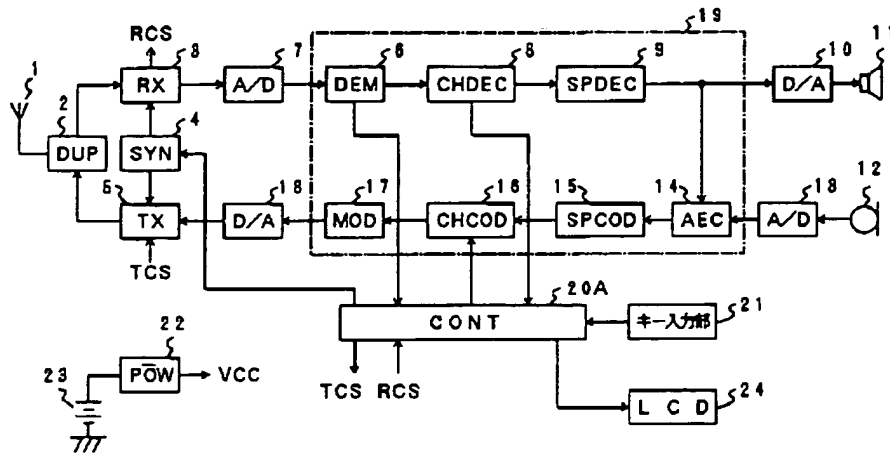 19
RCS
3
7
6
8
9
10
11
1
RX
A/D
DEM
CHDEC
SPDEC
D/A
2
4
DUP
SYN
5
18
17
16
15
14
13
12
TX
D/A
MOD
CHCOD
SPCOD
AEC
A/D
TCS
20A
21
CONT
キー入力部
22
23
POW
VCC
TCS RCS
24
LCD